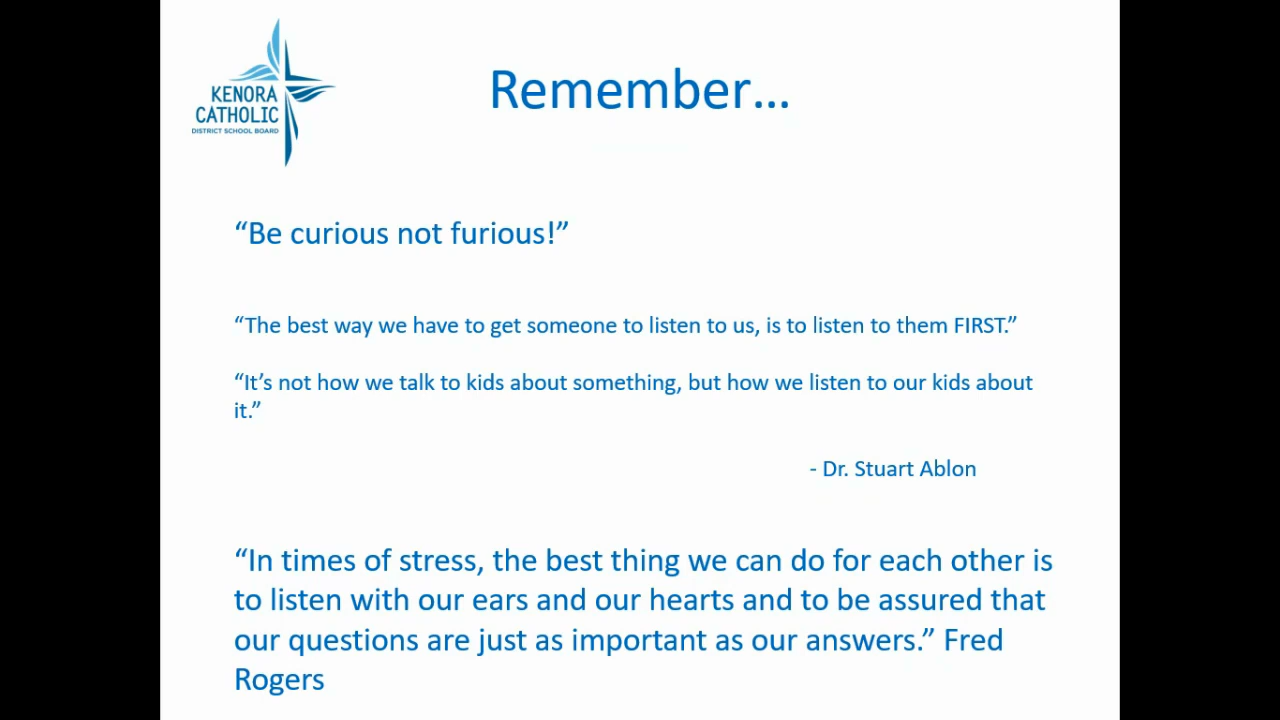 KENORA
CATHOLIC
DISTRICT SCHOOL BOARD
Remember...
“Be curious not furious!”
“The best way we have to get someone to listen to us, is to listen to them FIRST.”
“It’s not how we talk to kids about something, but how we listen to our kids about
it.”
- Dr. Stuart Ablon
“In times of stress, the best thing we can do for each other is
to listen with our ears and our hearts and to be assured that
our questions are just as important as our answers.” Fred
Rogers